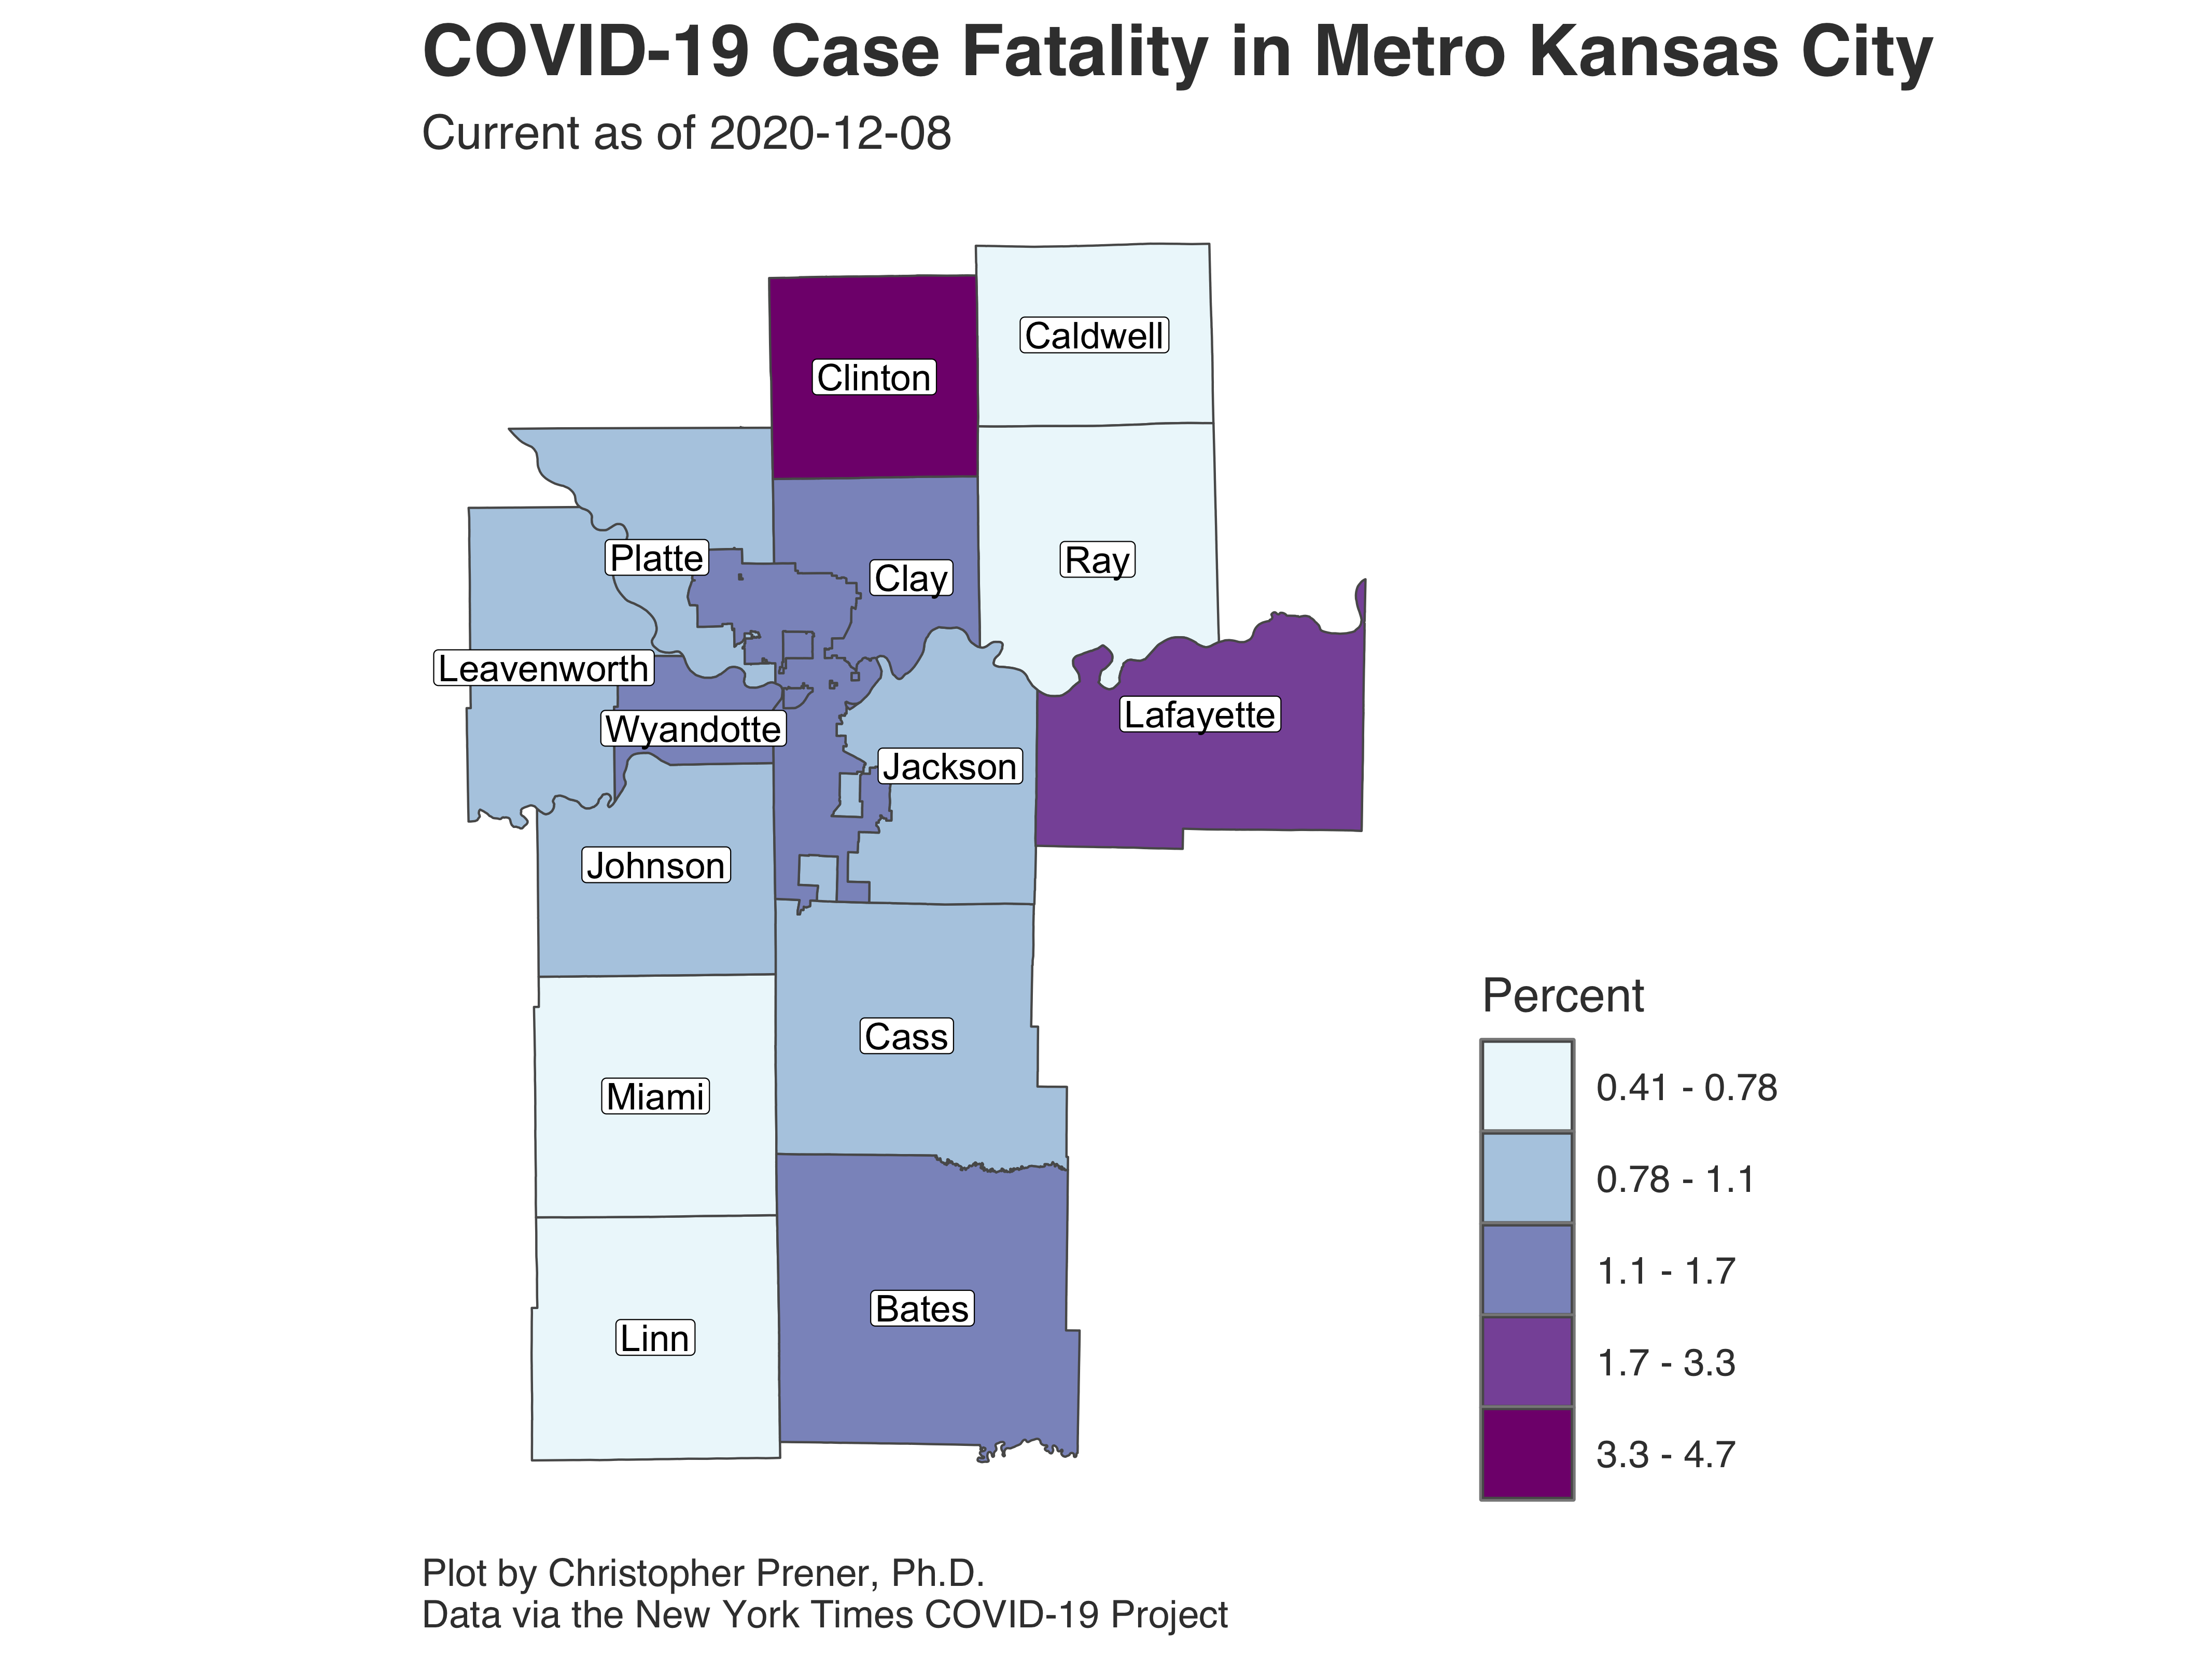 COVID-19 Case Fatality in Metro Kansas City
Current as of 2020-12-08
Caldwell
Clinton
Platte
Clay
Ray
Leavenworth
Lafayette
Wyandotte
Jackson
Johnson
Cass
Miami
Bates
Linn
Percent
0.41 - 0.78
0.78 - 1.1
1.1 - 1.7
1.7 - 3.3
3.3 - 4.7
Plot by Christopher Prener, Ph.D.
Data via the New York Times COVID-19 Project